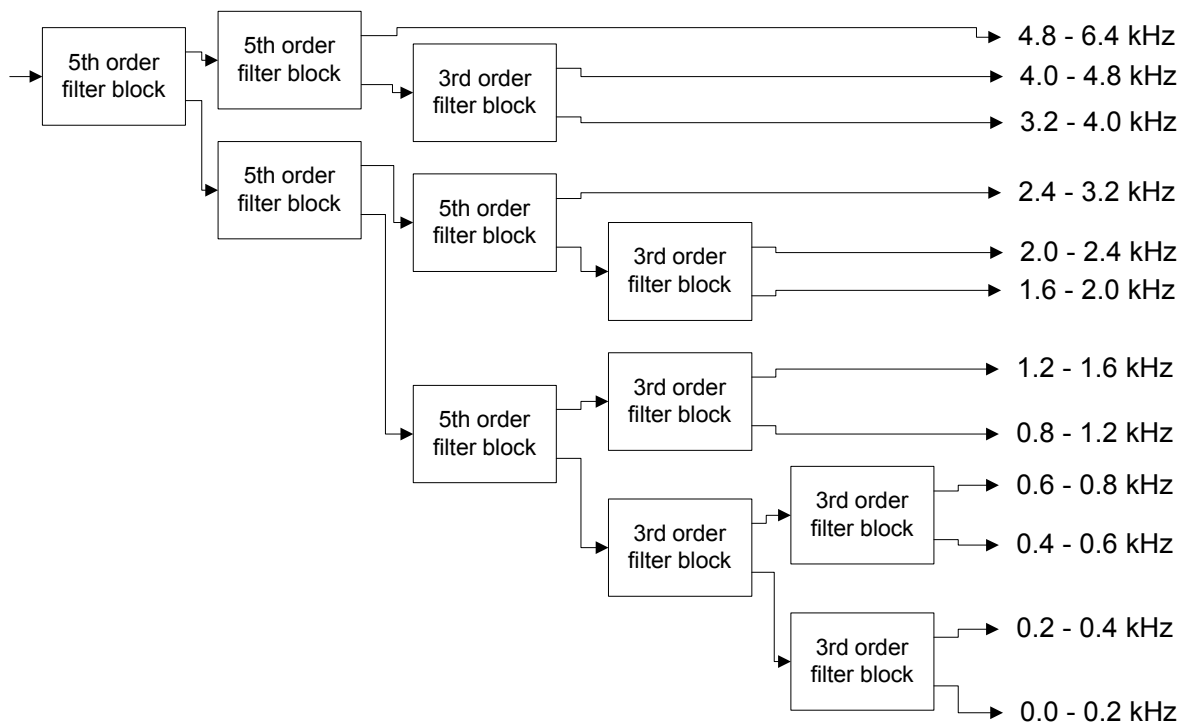 5th order
filter block
5th order
filter block
3rd order
filter block
4.8 - 6.4 kHz
4.0 - 4.8 kHz
3.2 - 4.0 kHz
5th order
filter block
5th order
filter block
3rd order
filter block
2.4 - 3.2 kHz
2.0 - 2.4 kHz
1.6 - 2.0 kHz
5th order
filter block
3rd order
filter block
1.2 - 1.6 kHz
0.8 - 1.2 kHz
3rd order
filter block
3rd order
filter block
0.6 - 0.8 kHz
0.4 - 0.6 kHz
3rd order
filter block
0.2 - 0.4 kHz
0.0 - 0.2 kHz